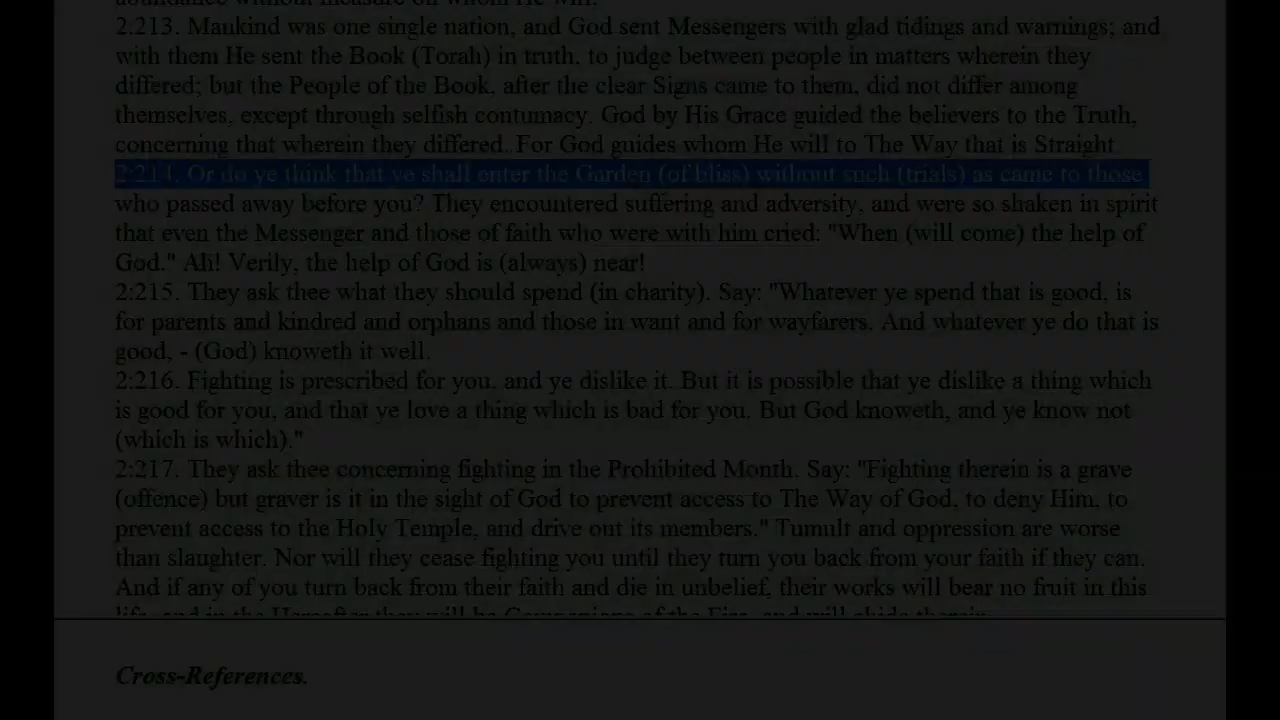 2:213. Mankind was one single nation, and God sent Messengers with glad tidings and warnings; and
with them He sent the Book (Torah) in truth, to judge between people in matters wherein they
differed; but the People of the Book, after the clear Signs came to them, did not differ among
themselves, except through selfish contumacy. God by His Grace guided the believers to the Truth,
concerning that wherein they differed. For God guides whom He will to The Way that is Straight.
2:214. Or do ye think that ye shall enter the Garden (of bliss) without such (trials) as came to those
who passed away before you? They encountered suffering and adversity, and were so shaken in spirit
that even the Messenger and those of faith who were with him cried: "When (will come) the help of
God." Ah! Verily, the help of God is (always) near!
2:215. They ask thee what they should spend (in charity). Say: "Whatever ye spend that is good, is
for parents and kindred and orphans and those in want and for wayfarers. And whatever ye do that is
good, - (God) knoweth it well.
2:216. Fighting is prescribed for you, and ye dislike it. But it is possible that ye dislike a thing which
is good for you, and that ye love a thing which is bad for you. But God knoweth, and ye know not
(which is which)."
2:217. They ask thee concerning fighting in the Prohibited Month. Say: "Fighting therein is a grave
(offence) but graver is it in the sight of God to prevent access to The Way of God, to deny Him, to
prevent access to the Holy Temple, and drive out its members." Tumult and oppression are worse
than slaughter. Nor will they cease fighting you until they turn you back from your faith if they can.
And if any of you turn back from their faith and die in unbelief, their works will bear no fruit in this
life, and in the Hereafter they will be Companions of the Fire, and will abide therein.
Cross-References.